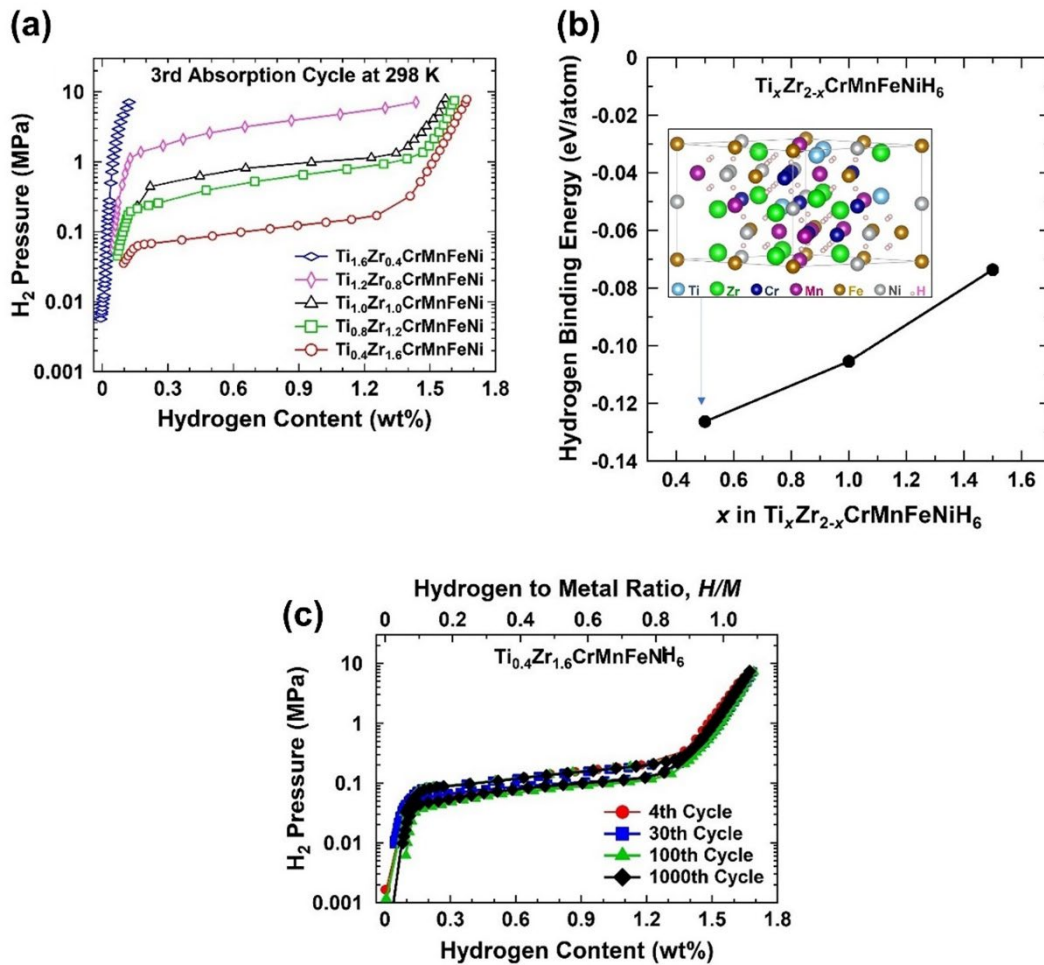 (a)
3rd Absorption Cycle at 298 K
H₂ Pressure (MPa)
10
1
0.1
0.01
0.001
Ti₁.₆Zr₀.₄CrMnFeNi
Ti₁.₂Zr₀.₈CrMnFeNi
Ti₁.₀Zr₁.₀CrMnFeNi
Ti₀.₈Zr₁.₂CrMnFeNi
Ti₀.₄Zr₁.₆CrMnFeNi
0 0.3 0.6 0.9 1.2 1.5 1.8
Hydrogen Content (wt%)
(b)
Hydrogen Binding Energy (eV/atom)
-0
-0.02
-0.04
-0.06
-0.08
-0.10
-0.12
-0.14
TiₓZr₂₋ₓCrMnFeNiH₆
Ti Zr Cr Mn Fe Ni H
0.4 0.6 0.8 1.0 1.2 1.4 1.6
x in TiₓZr₂₋ₓCrMnFeNiH₆
(c)
Hydrogen to Metal Ratio, H/M
0 0.2 0.4 0.6 0.8 1.0
Ti₀.₄Zr₁.₆CrMnFeNH₆
H₂ Pressure (MPa)
10
1
0.1
0.01
0.001
4th Cycle
30th Cycle
100th Cycle
1000th Cycle
0 0.3 0.6 0.9 1.2 1.5 1.8
Hydrogen Content (wt%)